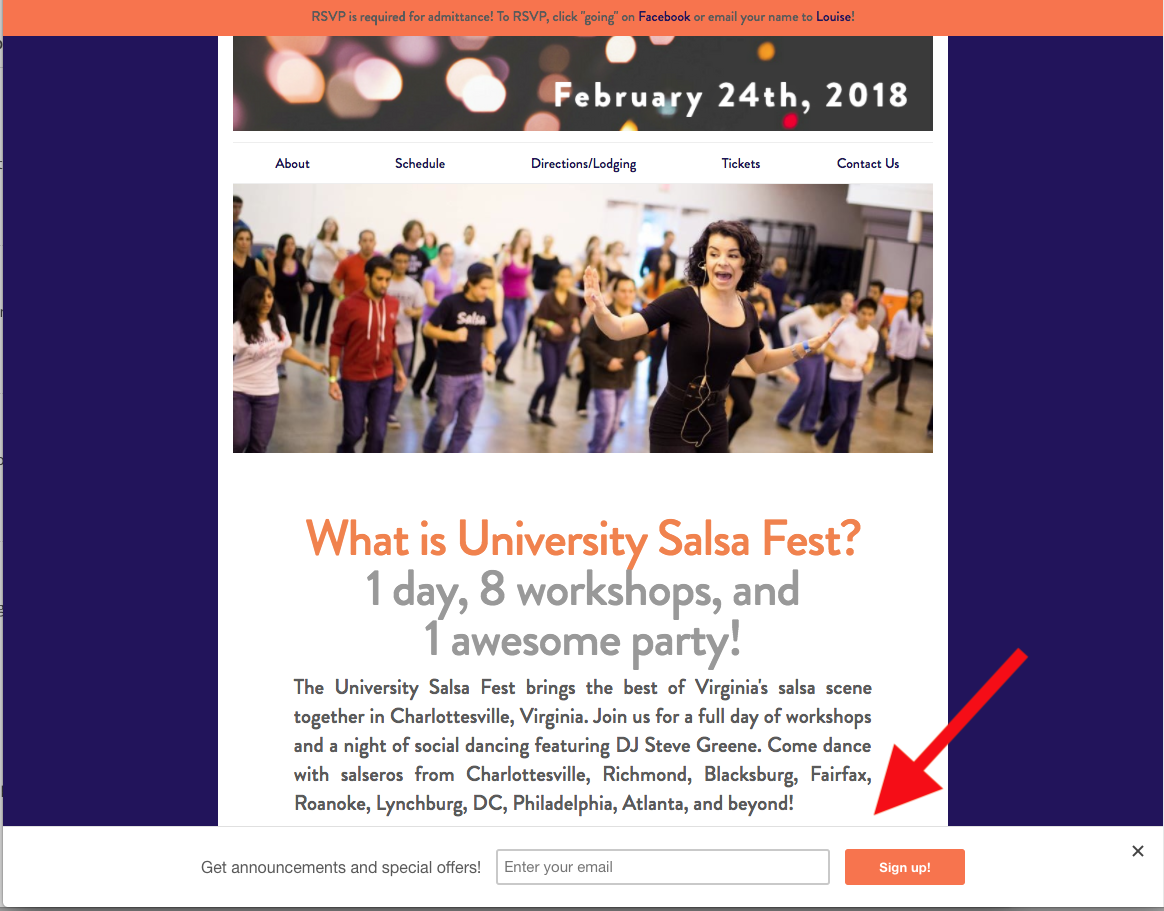 RSVP is required for admittance! To RSVP, click "going" on Facebook or email your name to Louise!
February 24th, 2018
About Schedule Directions/Lodging Tickets Contact Us
Salsa
What is University Salsa Fest?
1 day, 8 workshops, and
1 awesome party!
The University Salsa Fest brings the best of Virginia's salsa scene
together in Charlottesville, Virginia. Join us for a full day of workshops
and a night of social dancing featuring DJ Steve Greene. Come dance
with salseros from Charlottesville, Richmond, Blacksburg, Fairfax,
Roanoke, Lynchburg, DC, Philadelphia, Atlanta, and beyond!
Get announcements and special offers! Enter your email Sign up!